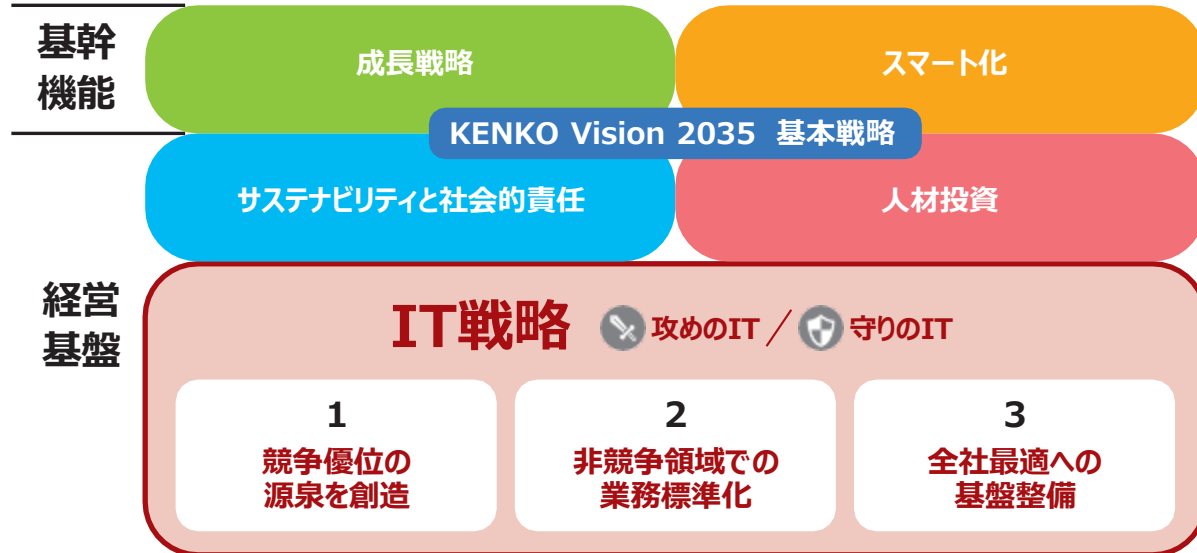 基幹
機能
成長戦略
スマート化
KENKO Vision 2035 基本戦略
サステナビリティと社会的責任
人材投資
経営
基盤
IT戦略 攻めのIT / 守りのIT
1
競争優位の
源泉を創造
2
非競争領域での
業務標準化
3
全社最適への
基盤整備